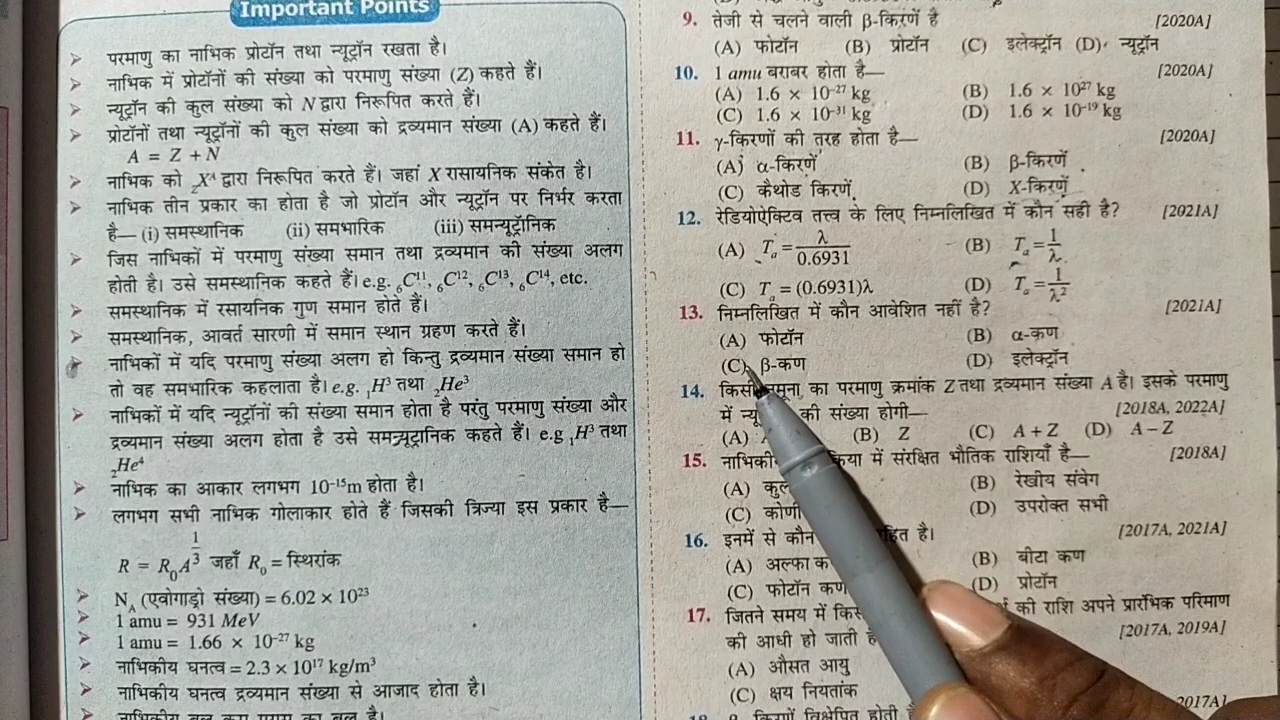 Important Points
➤ परमाणु का नाभिक प्रोटॉन तथा न्यूट्रॉन रखता है।
➤ नाभिक में प्रोटॉनों की संख्या को परमाणु संख्या (Z) कहते हैं।
➤ न्यूट्रॉन की कुल संख्या को N द्वारा निरूपित करते हैं।
➤ प्रोटॉनों तथा न्यूट्रॉनों की कुल संख्या को द्रव्यमान संख्या (A) कहते हैं।
A = Z + N
➤ नाभिक को ZXᴬ द्वारा निरूपित करते हैं। जहां X रासायनिक संकेत है।
➤ नाभिक तीन प्रकार का होता है जो प्रोटॉन और न्यूट्रॉन पर निर्भर करता
है— (i) समस्थानिक (ii) समभारिक (iii) समन्यूट्रॉनिक
➤ जिस नाभिकों में परमाणु संख्या समान तथा द्रव्यमान की संख्या अलग
होती है। उसे समस्थानिक कहते हैं। e.g. ₆C¹¹, ₆C¹², ₆C¹³, ₆C¹⁴, etc.
➤ समस्थानिक में रसायनिक गुण समान होते हैं।
➤ समस्थानिक, आवर्त सारणी में समान स्थान ग्रहण करते हैं।
➤ नाभिकों में यदि परमाणु संख्या अलग हो किन्तु द्रव्यमान संख्या समान हो
तो वह समभारिक कहलाता है। e.g. ₁H³ तथा ₂He³
➤ नाभिकों में यदि न्यूट्रॉनों की संख्या समान होता है परंतु परमाणु संख्या और
द्रव्यमान संख्या अलग होता है उसे समन्यूट्रानिक कहते हैं। e.g ₁H³ तथा
₂He⁴
➤ नाभिक का आकार लगभग 10⁻¹⁵m होता है।
➤ लगभग सभी नाभिक गोलाकार होते हैं जिसकी त्रिज्या इस प्रकार है—
R = R₀A^(1/3) जहाँ R₀ = स्थिरांक
➤ N_A (एवोगाड्रो संख्या) = 6.02 × 10²³
➤ 1 amu = 931 MeV
➤ 1 amu = 1.66 × 10⁻²⁷ kg
➤ नाभिकीय घनत्व = 2.3 × 10¹⁷ kg/m³
➤ नाभिकीय घनत्व द्रव्यमान संख्या से आजाद होता है।
9. तेजी से चलने वाली β-किरणें है [2020A]
(A) फोटॉन (B) प्रोटॉन (C) इलेक्ट्रॉन (D) न्यूट्रॉन
10. 1 amu बराबर होता है— [2020A]
(A) 1.6 × 10⁻²⁷ kg (B) 1.6 × 10²⁷ kg
(C) 1.6 × 10⁻³¹ kg (D) 1.6 × 10⁻¹⁹ kg
11. γ-किरणों की तरह होता है— [2020A]
(A) α-किरणें (B) β-किरणें
(C) कैथोड किरणें (D) X-किरणें
12. रेडियोऐक्टिव तत्त्व के लिए निम्नलिखित में कौन सही है? [2021A]
(A) Tₐ = λ/0.6931 (B) Tₐ = 1/λ
(C) Tₐ = (0.6931)λ (D) Tₐ = 1/λ²
13. निम्नलिखित में कौन आवेशित नहीं है? [2021A]
(A) फोटॉन (B) α-कण
(C) β-कण (D) इलेक्ट्रॉन
14. का परमाणु क्रमांक Z तथा द्रव्यमान संख्या A है। इसके परमाणु
में की संख्या होगी— [2018A, 2022A]
(A) (B) Z (C) A + Z (D) A – Z
15. में संरक्षित भौतिक राशियाँ है— [2018A]
(A) (B) रेखीय संवेग
(C) (D) उपरोक्त सभी
16. इनमें से कौन है। [2017A, 2021A]
(A) अल्फा (B) बीटा कण
(C) फोटॉन कण (D) प्रोटॉन
17. जितने समय में की राशि अपने प्रारंभिक परिमाण
की आधी हो जाती [2017A, 2019A]
(A) औसत आयु
(C) क्षय नियतांक
2017A]
18. किरणें विक्षेपित होती